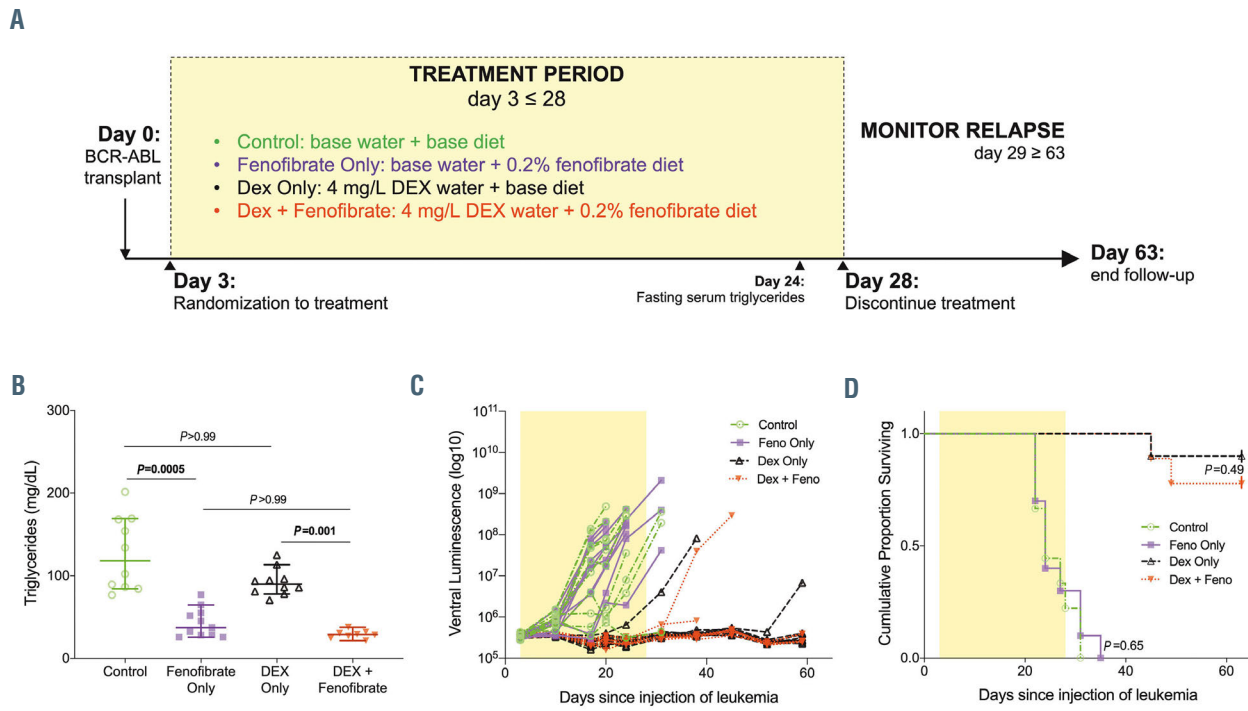 A
TREATMENT PERIOD
day 3 ≤ 28
• Control: base water + base diet
• Fenofibrate Only: base water + 0.2% fenofibrate diet
• Dex Only: 4 mg/L DEX water + base diet
• Dex + Fenofibrate: 4 mg/L DEX water + 0.2% fenofibrate diet
Day 0:
BCR-ABL
transplant
MONITOR RELAPSE
day 29 ≥ 63
Day 3:
Randomization to treatment
Day 24:
Fasting serum triglycerides
Day 28:
Discontinue treatment
Day 63:
end follow-up
B
Triglycerides (mg/dL)
300
200
100
0
P>0.99
P=0.0005
P>0.99
P=0.001
Control
Fenofibrate
Only
DEX
Only
DEX +
Fenofibrate
C
Ventral Luminescence (log10)
10¹¹
10¹⁰
10⁹
10⁸
10⁷
10⁶
10⁵
Control
Feno Only
Dex Only
Dex + Feno
0
20
40
60
Days since injection of leukemia
D
Cumulative Proportion Surviving
1.0
0.5
0.0
P=0.49
Control
Feno Only
Dex Only
Dex + Feno
P=0.65
0
20
40
60
Days since injection of leukemia